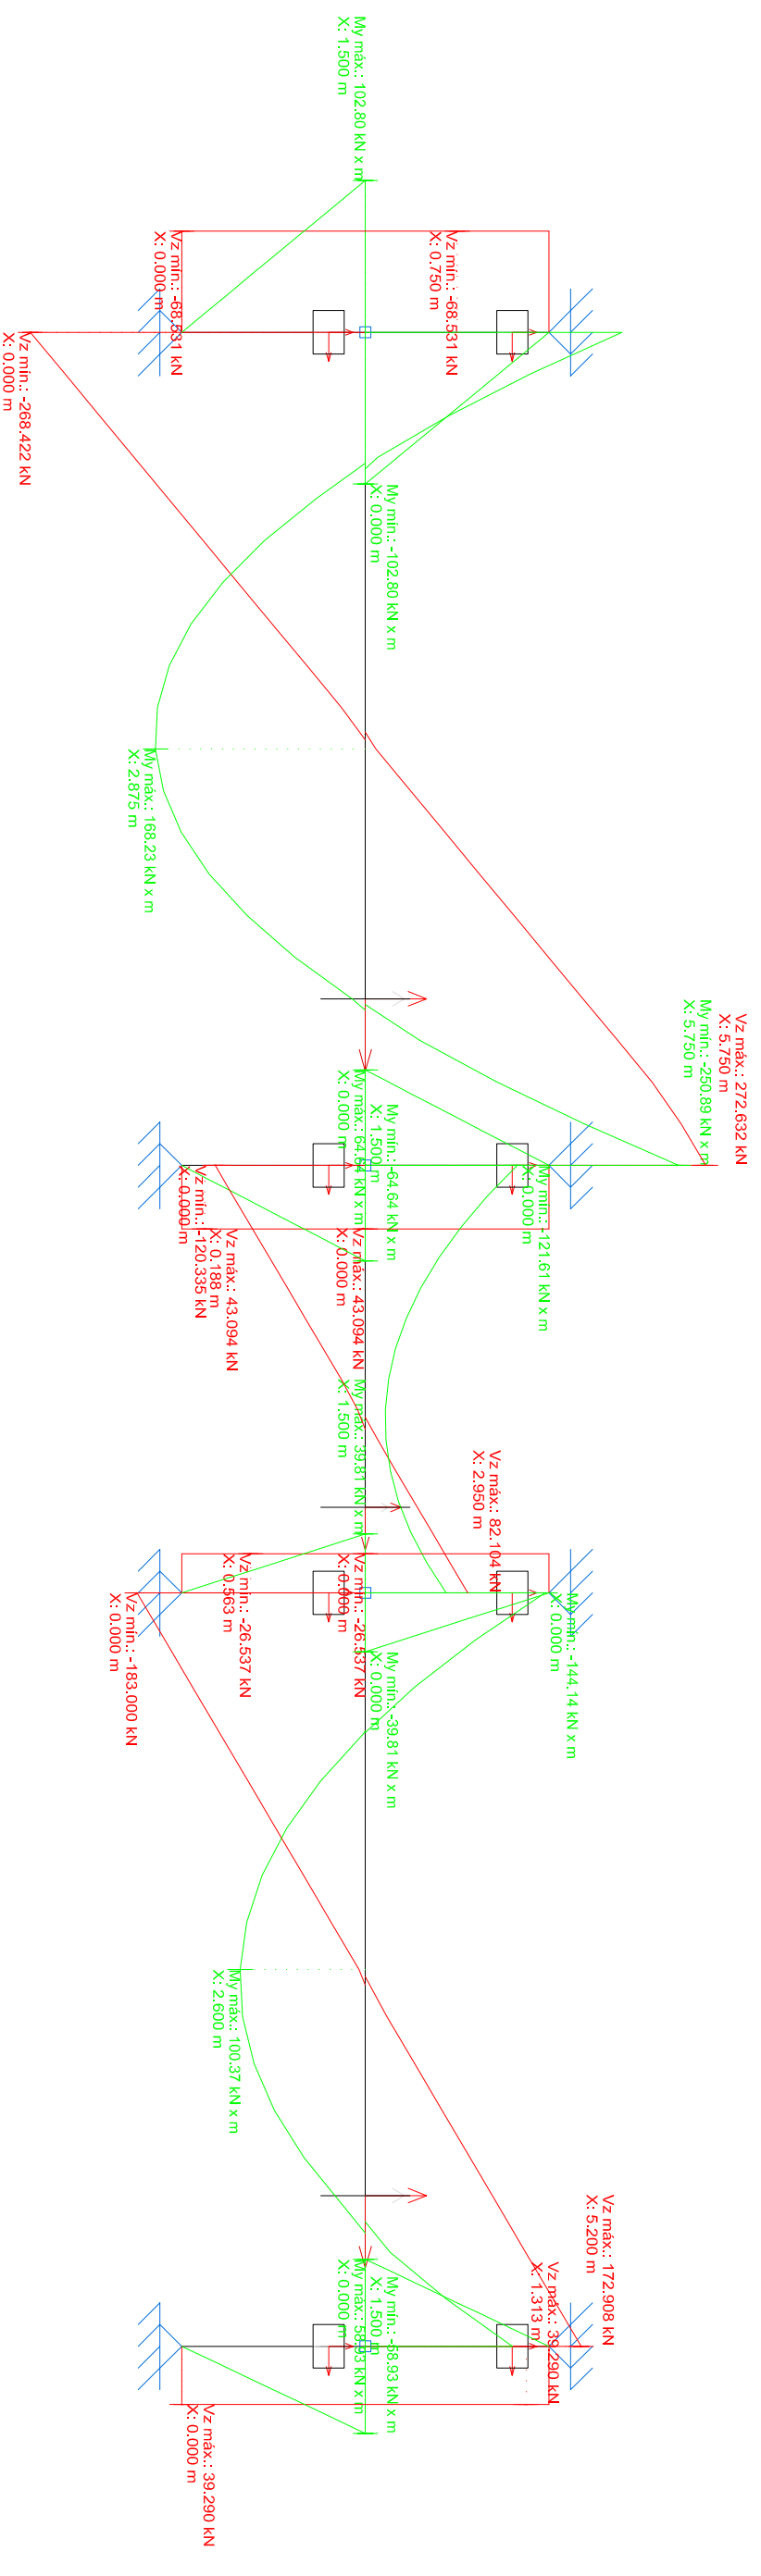 My máx.: 102.80 kN x m
X: 1.500 m
Vz mín.: -68.531 kN
X: 0.000 m
Vz mín.: -68.531 kN
X: 0.750 m
Vz mín.: -268.422 kN
X: 0.000 m
My mín.: -102.80 kN x m
X: 0.000 m
My máx.: 168.23 kN x m
X: 2.875 m
Vz máx.: 272.632 kN
X: 5.750 m
My mín.: -250.89 kN x m
X: 5.750 m
My máx.: 64.64 kN x m
X: 0.000 m
My mín.: -64.64 kN x m
X: 1.500 m
My mín.: -121.61 kN x m
X: 0.000 m
Vz mín.: -120.335 kN
X: 0.000 m
Vz máx.: 43.094 kN
X: 0.188 m
Vz máx.: 43.094 kN
X: 0.000 m
My máx.: 39.81 kN x m
X: 1.500 m
Vz máx.: 82.104 kN
X: 2.950 m
Vz mín.: -26.537 kN
X: 0.563 m
Vz mín.: -26.537 kN
X: 0.000 m
Vz mín.: -183.000 kN
X: 0.000 m
My mín.: -144.14 kN x m
X: 0.000 m
My mín.: -39.81 kN x m
X: 0.000 m
My máx.: 100.37 kN x m
X: 2.600 m
Vz máx.: 172.908 kN
X: 5.200 m
Vz máx.: 39.290 kN
X: 1.313 m
My máx.: 58.93 kN x m
X: 0.000 m
My mín.: -58.93 kN x m
X: 1.500 m
Vz máx.: 39.290 kN
X: 0.000 m